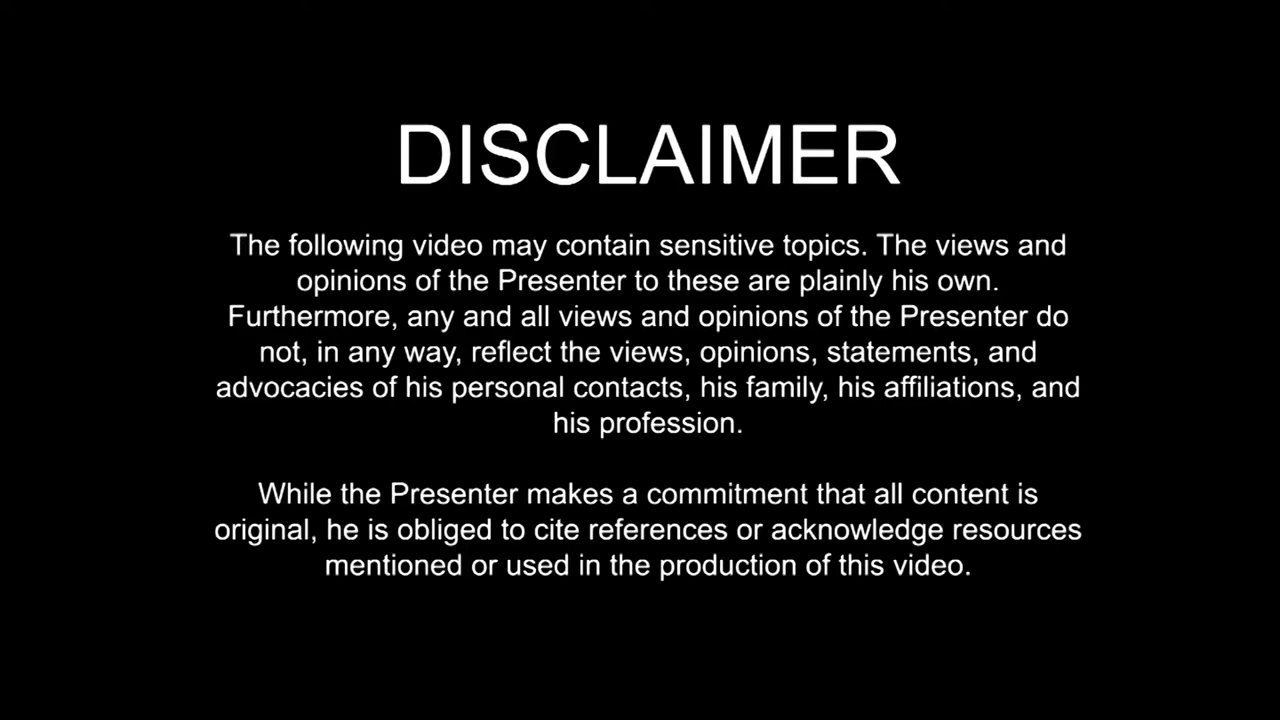 DISCLAIMER
The following video may contain sensitive topics. The views and
opinions of the Presenter to these are plainly his own.
Furthermore, any and all views and opinions of the Presenter do
not, in any way, reflect the views, opinions, statements, and
advocacies of his personal contacts, his family, his affiliations, and
his profession.
While the Presenter makes a commitment that all content is
original, he is obliged to cite references or acknowledge resources
mentioned or used in the production of this video.